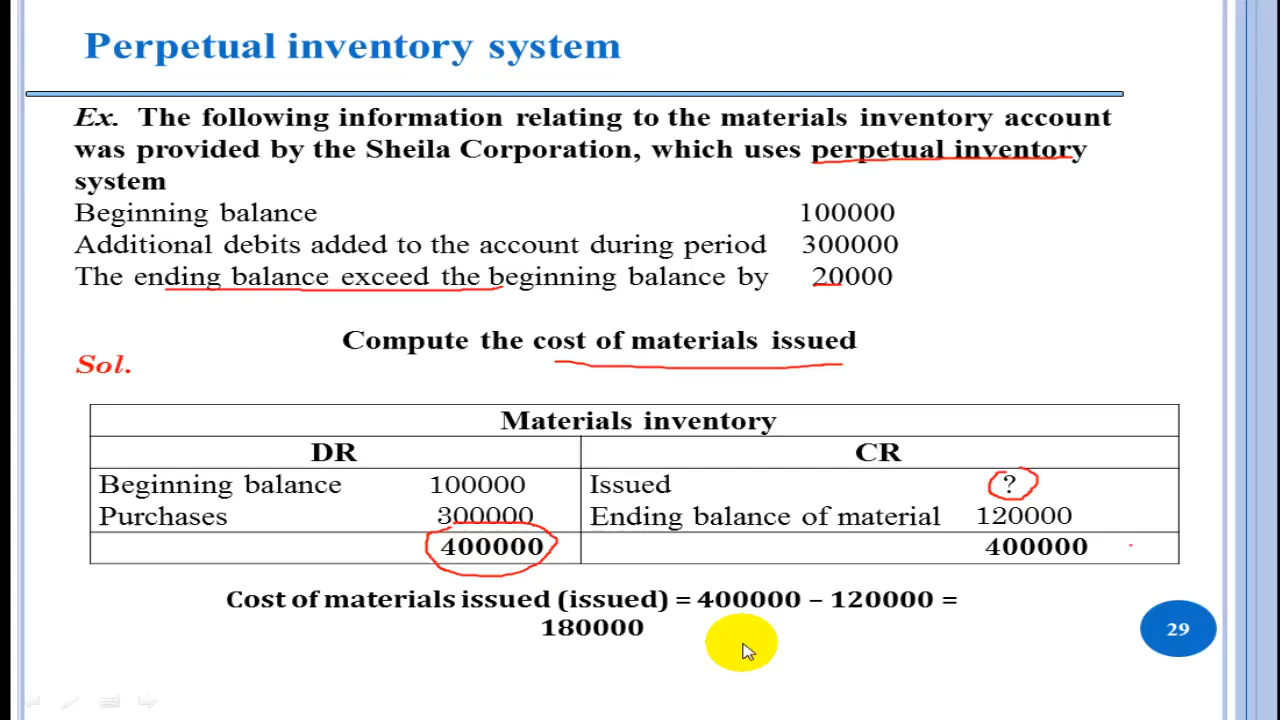 Perpetual inventory system
Ex. The following information relating to the materials inventory account
was provided by the Sheila Corporation, which uses perpetual inventory
system
Beginning balance 100000
Additional debits added to the account during period 300000
The ending balance exceed the beginning balance by 20000
Compute the cost of materials issued
Sol.
Materials inventory
DR CR
Beginning balance 100000 Issued ?
Purchases 300000 Ending balance of material 120000
400000 400000
Cost of materials issued (issued) = 400000 – 120000 =
180000
29